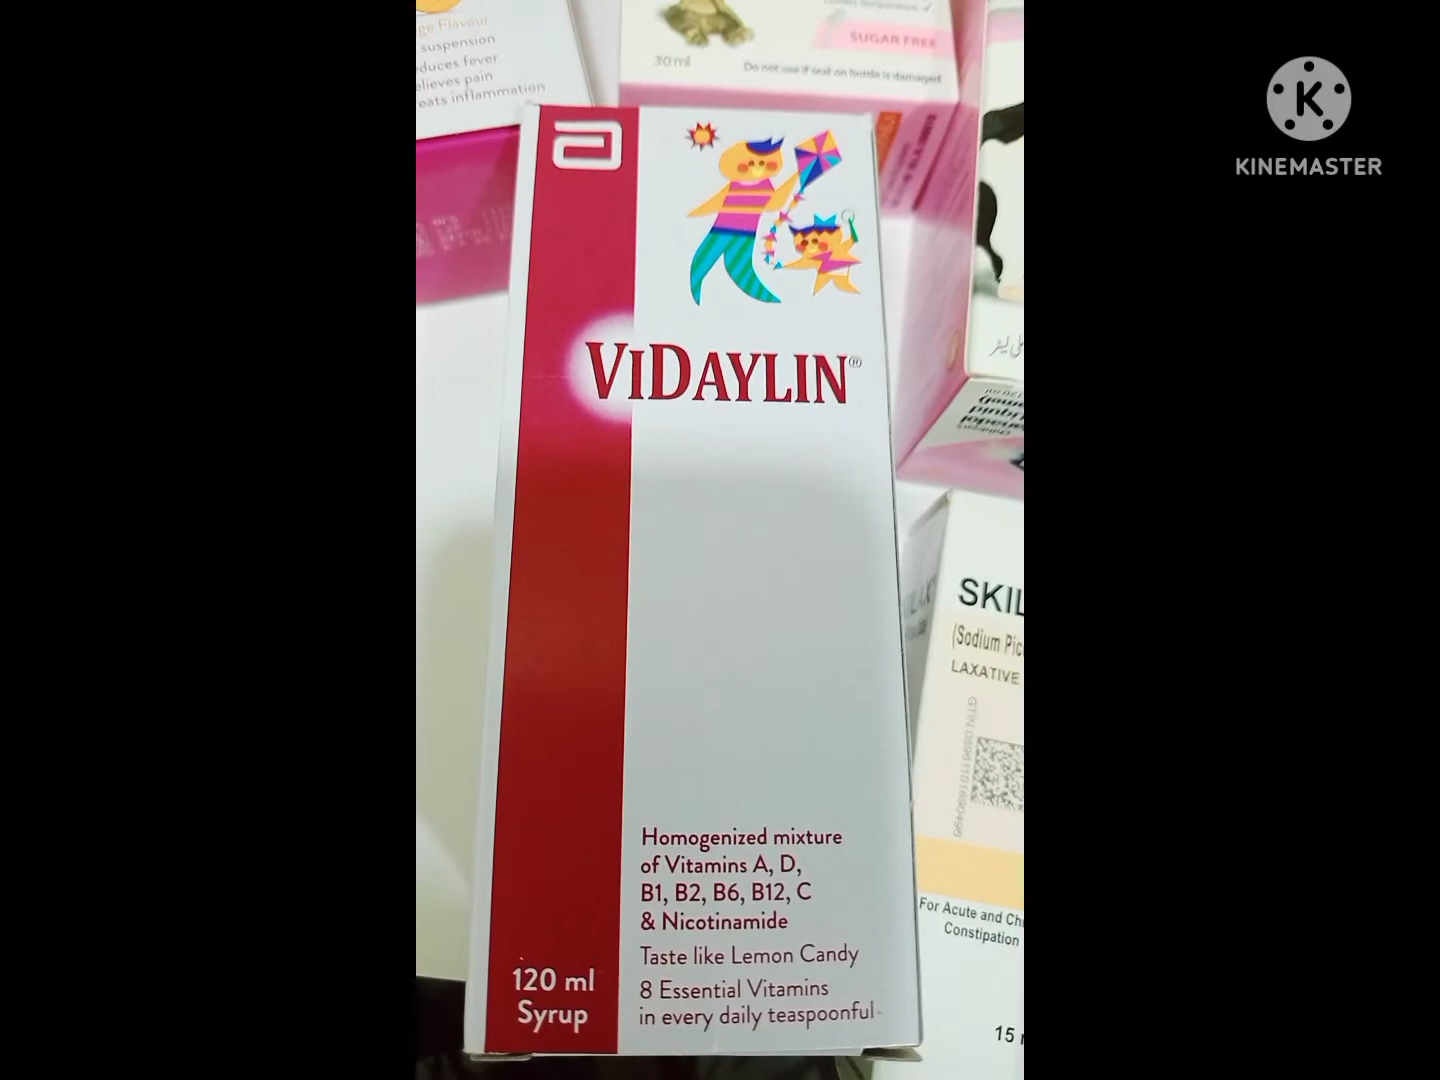 ge Flavour
suspension
duces fever
elieves pain
eats inflammation
SUGAR FREE
30 ml
Do not use if seal on bottle is damaged
KINEMASTER
VIDAYLIN®
Homogenized mixture
of Vitamins A, D,
B1, B2, B6, B12, C
& Nicotinamide
Taste like Lemon Candy
8 Essential Vitamins
in every daily teaspoonful
120 ml
Syrup
SKIL
(Sodium Pic
LAXATIVE
For Acute and Ch
Constipation
15